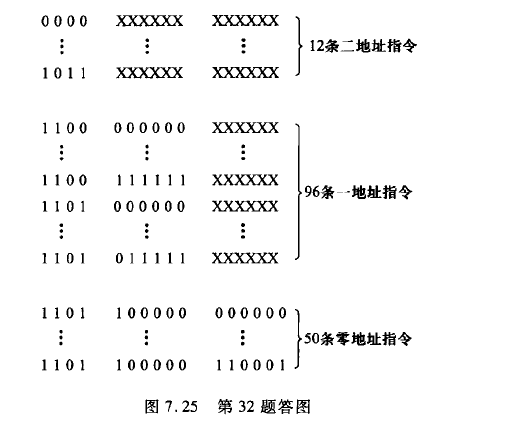 0000 XXXXXX XXXXXX
⋮ ⋮ ⋮
12条二地址指令
1011 XXXXXX XXXXXX
1100 000000 XXXXXX
⋮ ⋮ ⋮
1100 111111 XXXXXX
96条一地址指令
1101 000000 XXXXXX
⋮ ⋮ ⋮
1101 011111 XXXXXX
1101 100000 000000
⋮ ⋮ ⋮
50条零地址指令
1101 100000 110001
图 7.25 第 32 题答图